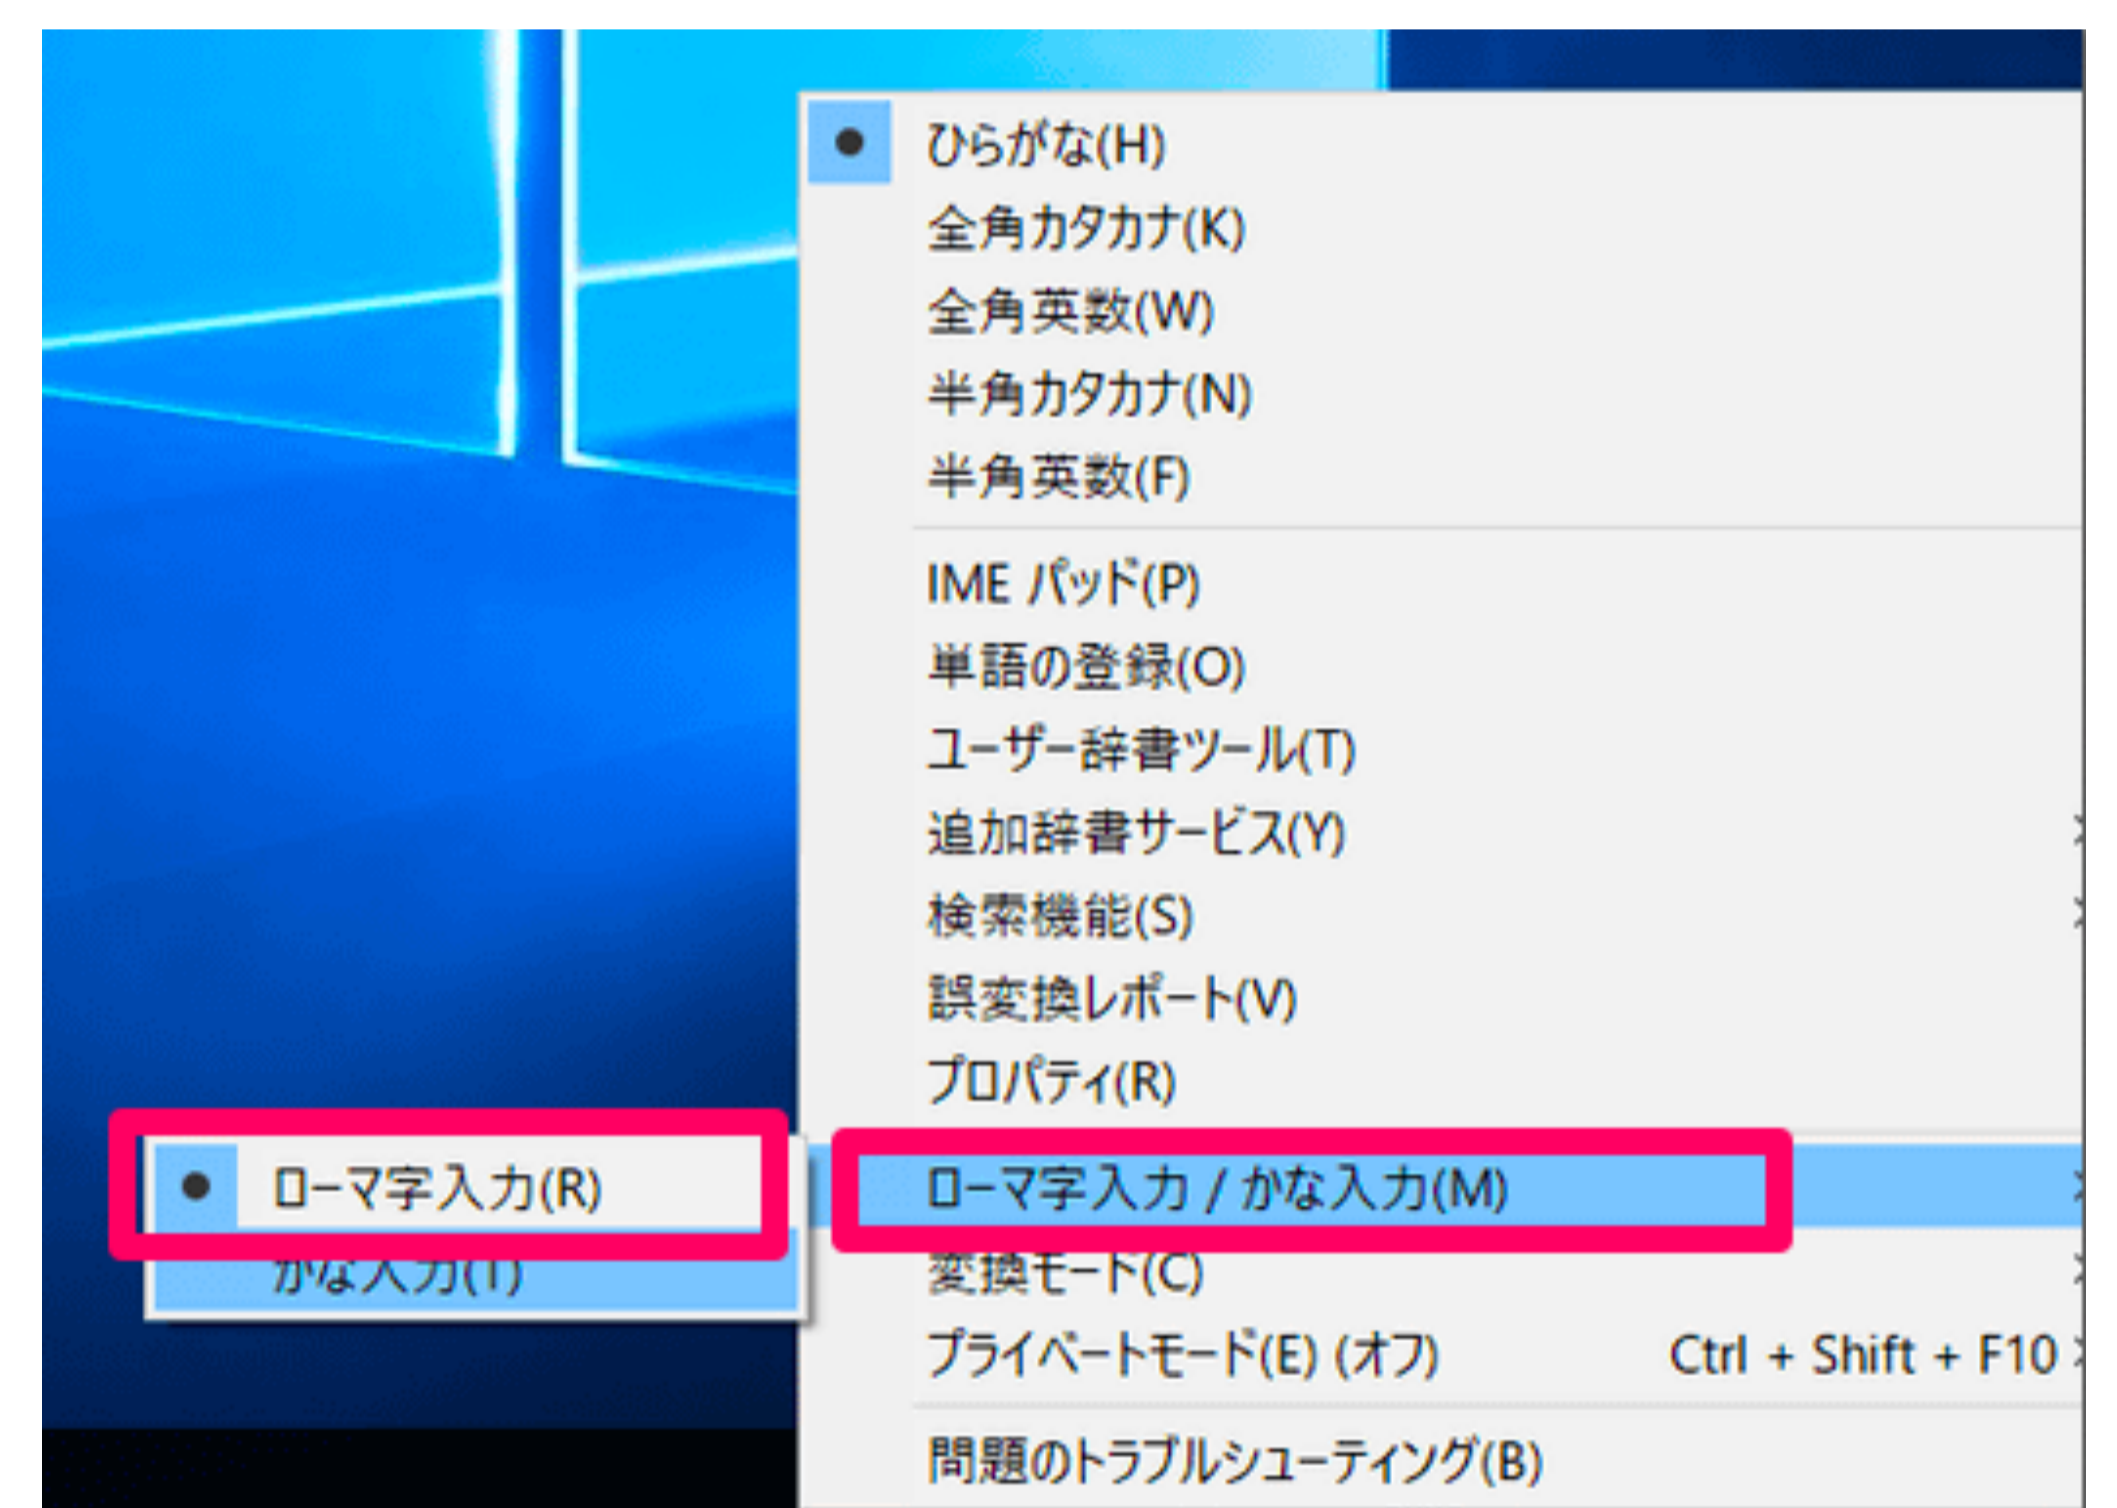 ひらがな(H)
全角カタカナ(K)
全角英数(W)
半角カタカナ(N)
半角英数(F)
IME パッド(P)
単語の登録(O)
ユーザー辞書ツール(T)
追加辞書サービス(Y)
検索機能(S)
誤変換レポート(V)
プロパティ(R)
ローマ字入力 / かな入力(M)
ローマ字入力(R)
かな入力(T)
変換モード(C)
プライベートモード(E) (オフ) Ctrl + Shift + F10
問題のトラブルシューティング(B)